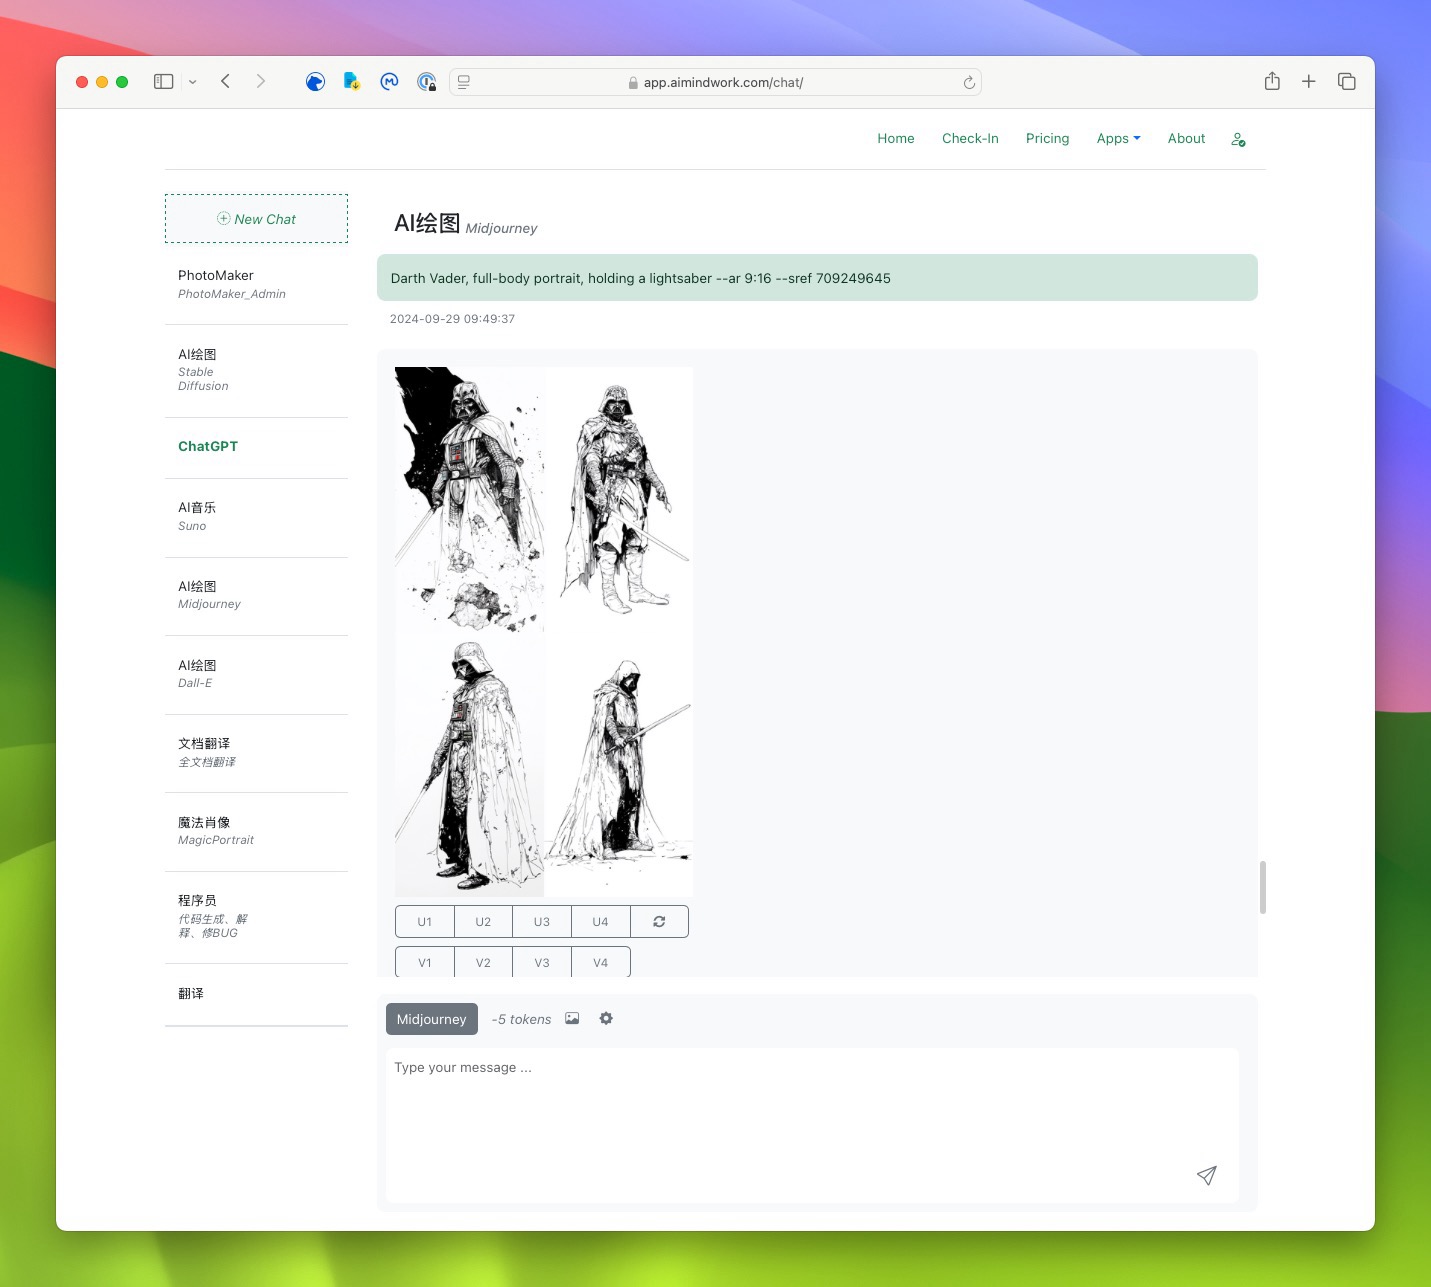 app.aimindwork.com/chat/
Home
Check-In
Pricing
Apps
About
New Chat
PhotoMaker
PhotoMaker_Admin
AI绘图
Stable
Diffusion
ChatGPT
AI音乐
Suno
AI绘图
Midjourney
AI绘图
Dall-E
文档翻译
全文档翻译
魔法肖像
MagicPortrait
程序员
代码生成、解
释、修BUG
翻译
AI绘图 Midjourney
Darth Vader, full-body portrait, holding a lightsaber --ar 9:16 --sref 709249645
2024-09-29 09:49:37
U1
U2
U3
U4
V1
V2
V3
V4
Midjourney
-5 tokens
Type your message ...